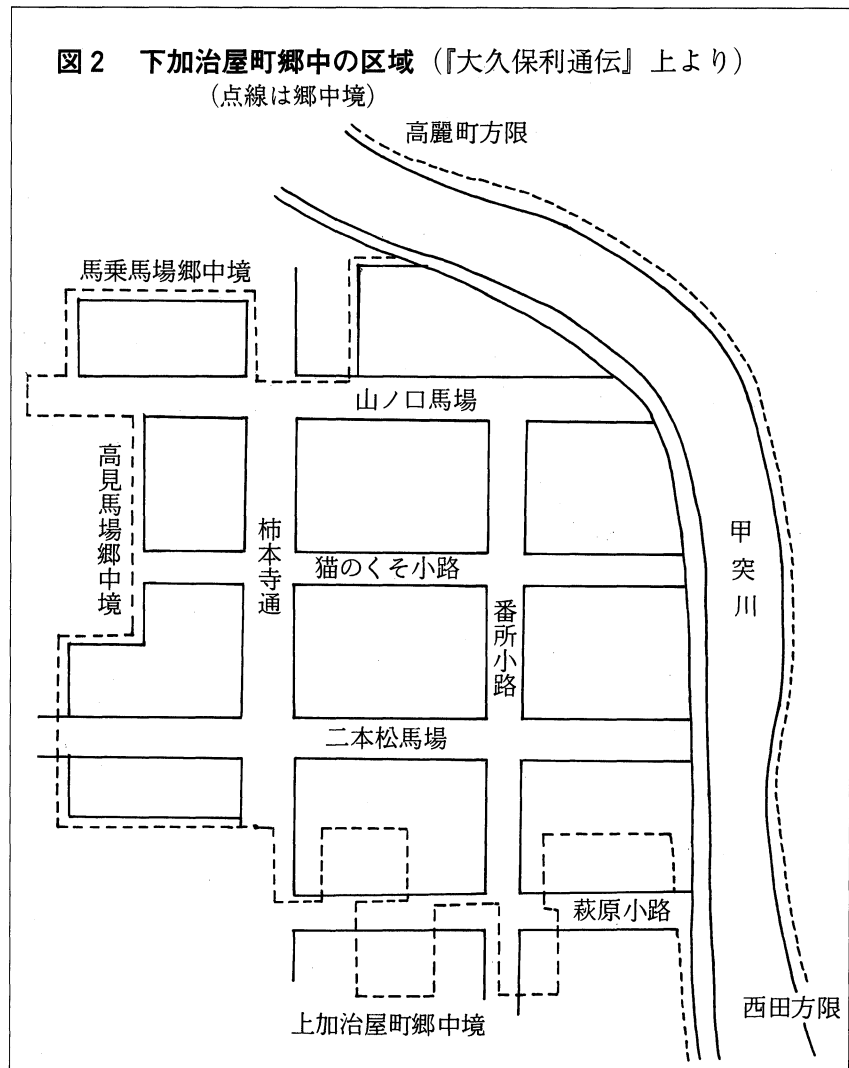 図2 下加治屋町郷中の区域(『大久保利通伝』上より)
(点線は郷中境)
高麗町方限
馬乗馬場郷中境
山ノ口馬場
高見馬場郷中境
柿本寺通
猫のくそ小路
番所小路
甲突川
二本松馬場
萩原小路
上加治屋町郷中境
西田方限